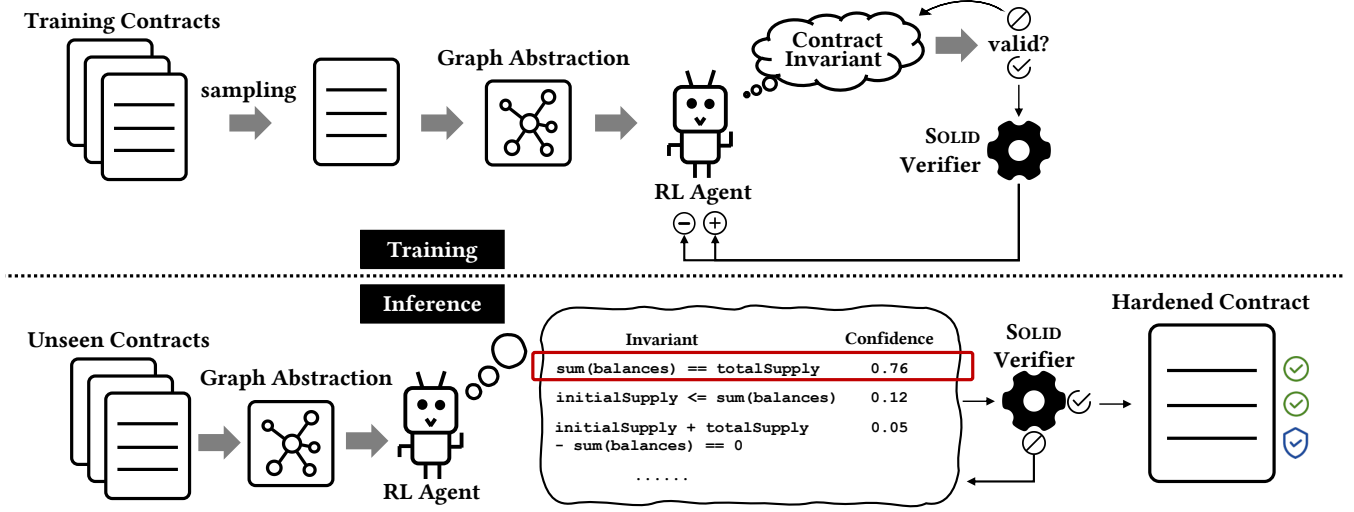 Training Contracts
sampling
Graph Abstraction
RL Agent
Contract
Invariant
valid?
SOLID
Verifier
Training
Inference
Unseen Contracts
Graph Abstraction
RL Agent
Invariant Confidence
sum(balances) == totalSupply 0.76
initialSupply <= sum(balances) 0.12
initialSupply + totalSupply 0.05
- sum(balances) == 0
......
SOLID
Verifier
Hardened Contract